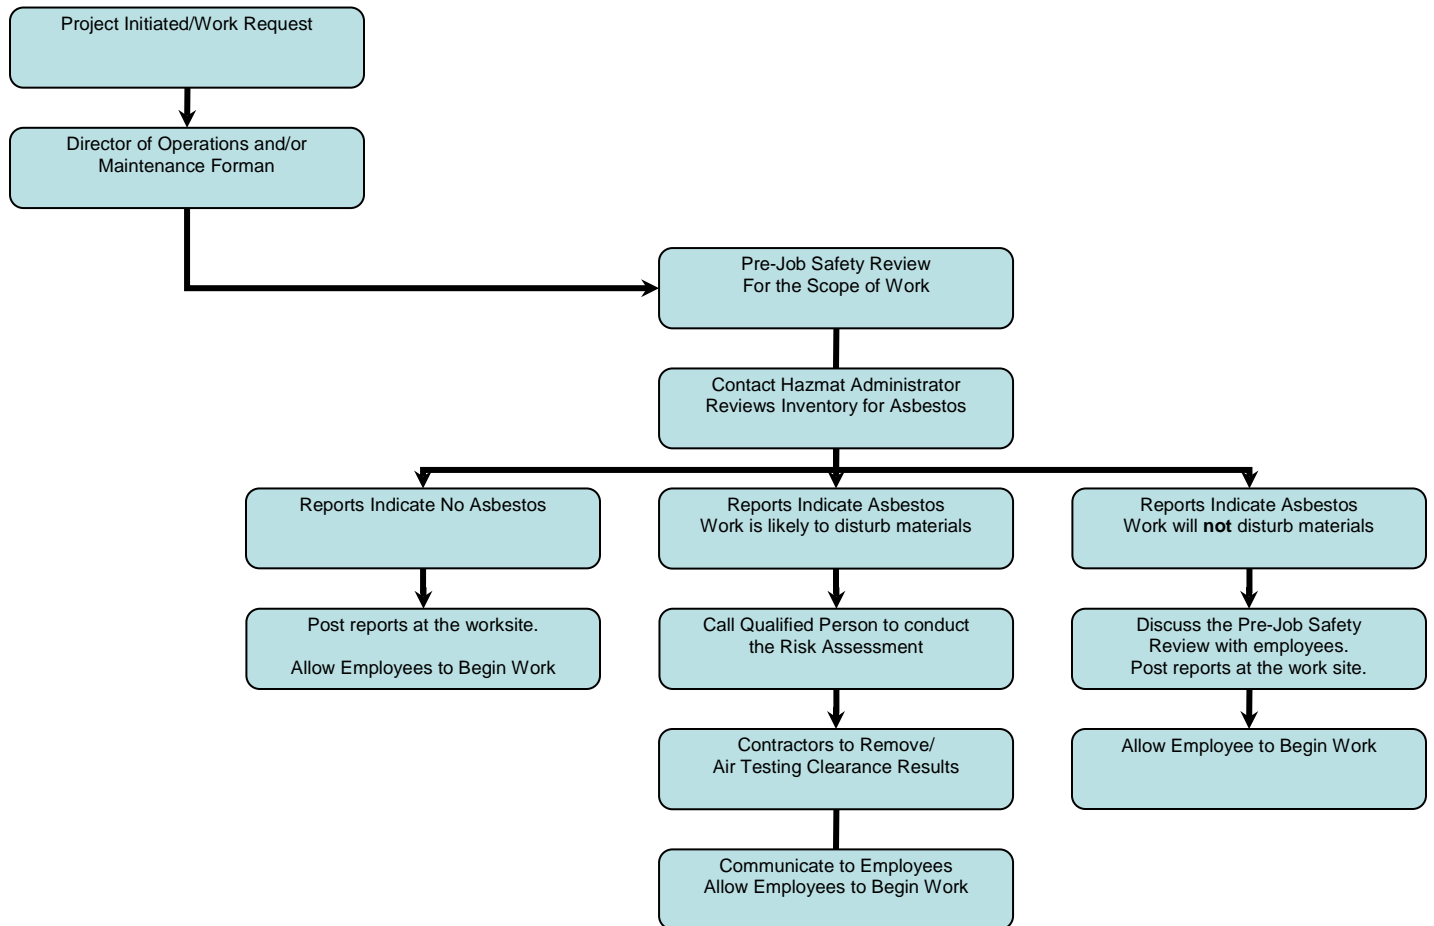 Project Initiated/Work Request
Director of Operations and/or
Maintenance Forman
Pre-Job Safety Review
For the Scope of Work
Contact Hazmat Administrator
Reviews Inventory for Asbestos
Reports Indicate No Asbestos
Reports Indicate Asbestos
Work is likely to disturb materials
Reports Indicate Asbestos
Work will not disturb materials
Post reports at the worksite.
Allow Employees to Begin Work
Call Qualified Person to conduct
the Risk Assessment
Discuss the Pre-Job Safety
Review with employees.
Post reports at the work site.
Contractors to Remove/
Air Testing Clearance Results
Allow Employee to Begin Work
Communicate to Employees
Allow Employees to Begin Work